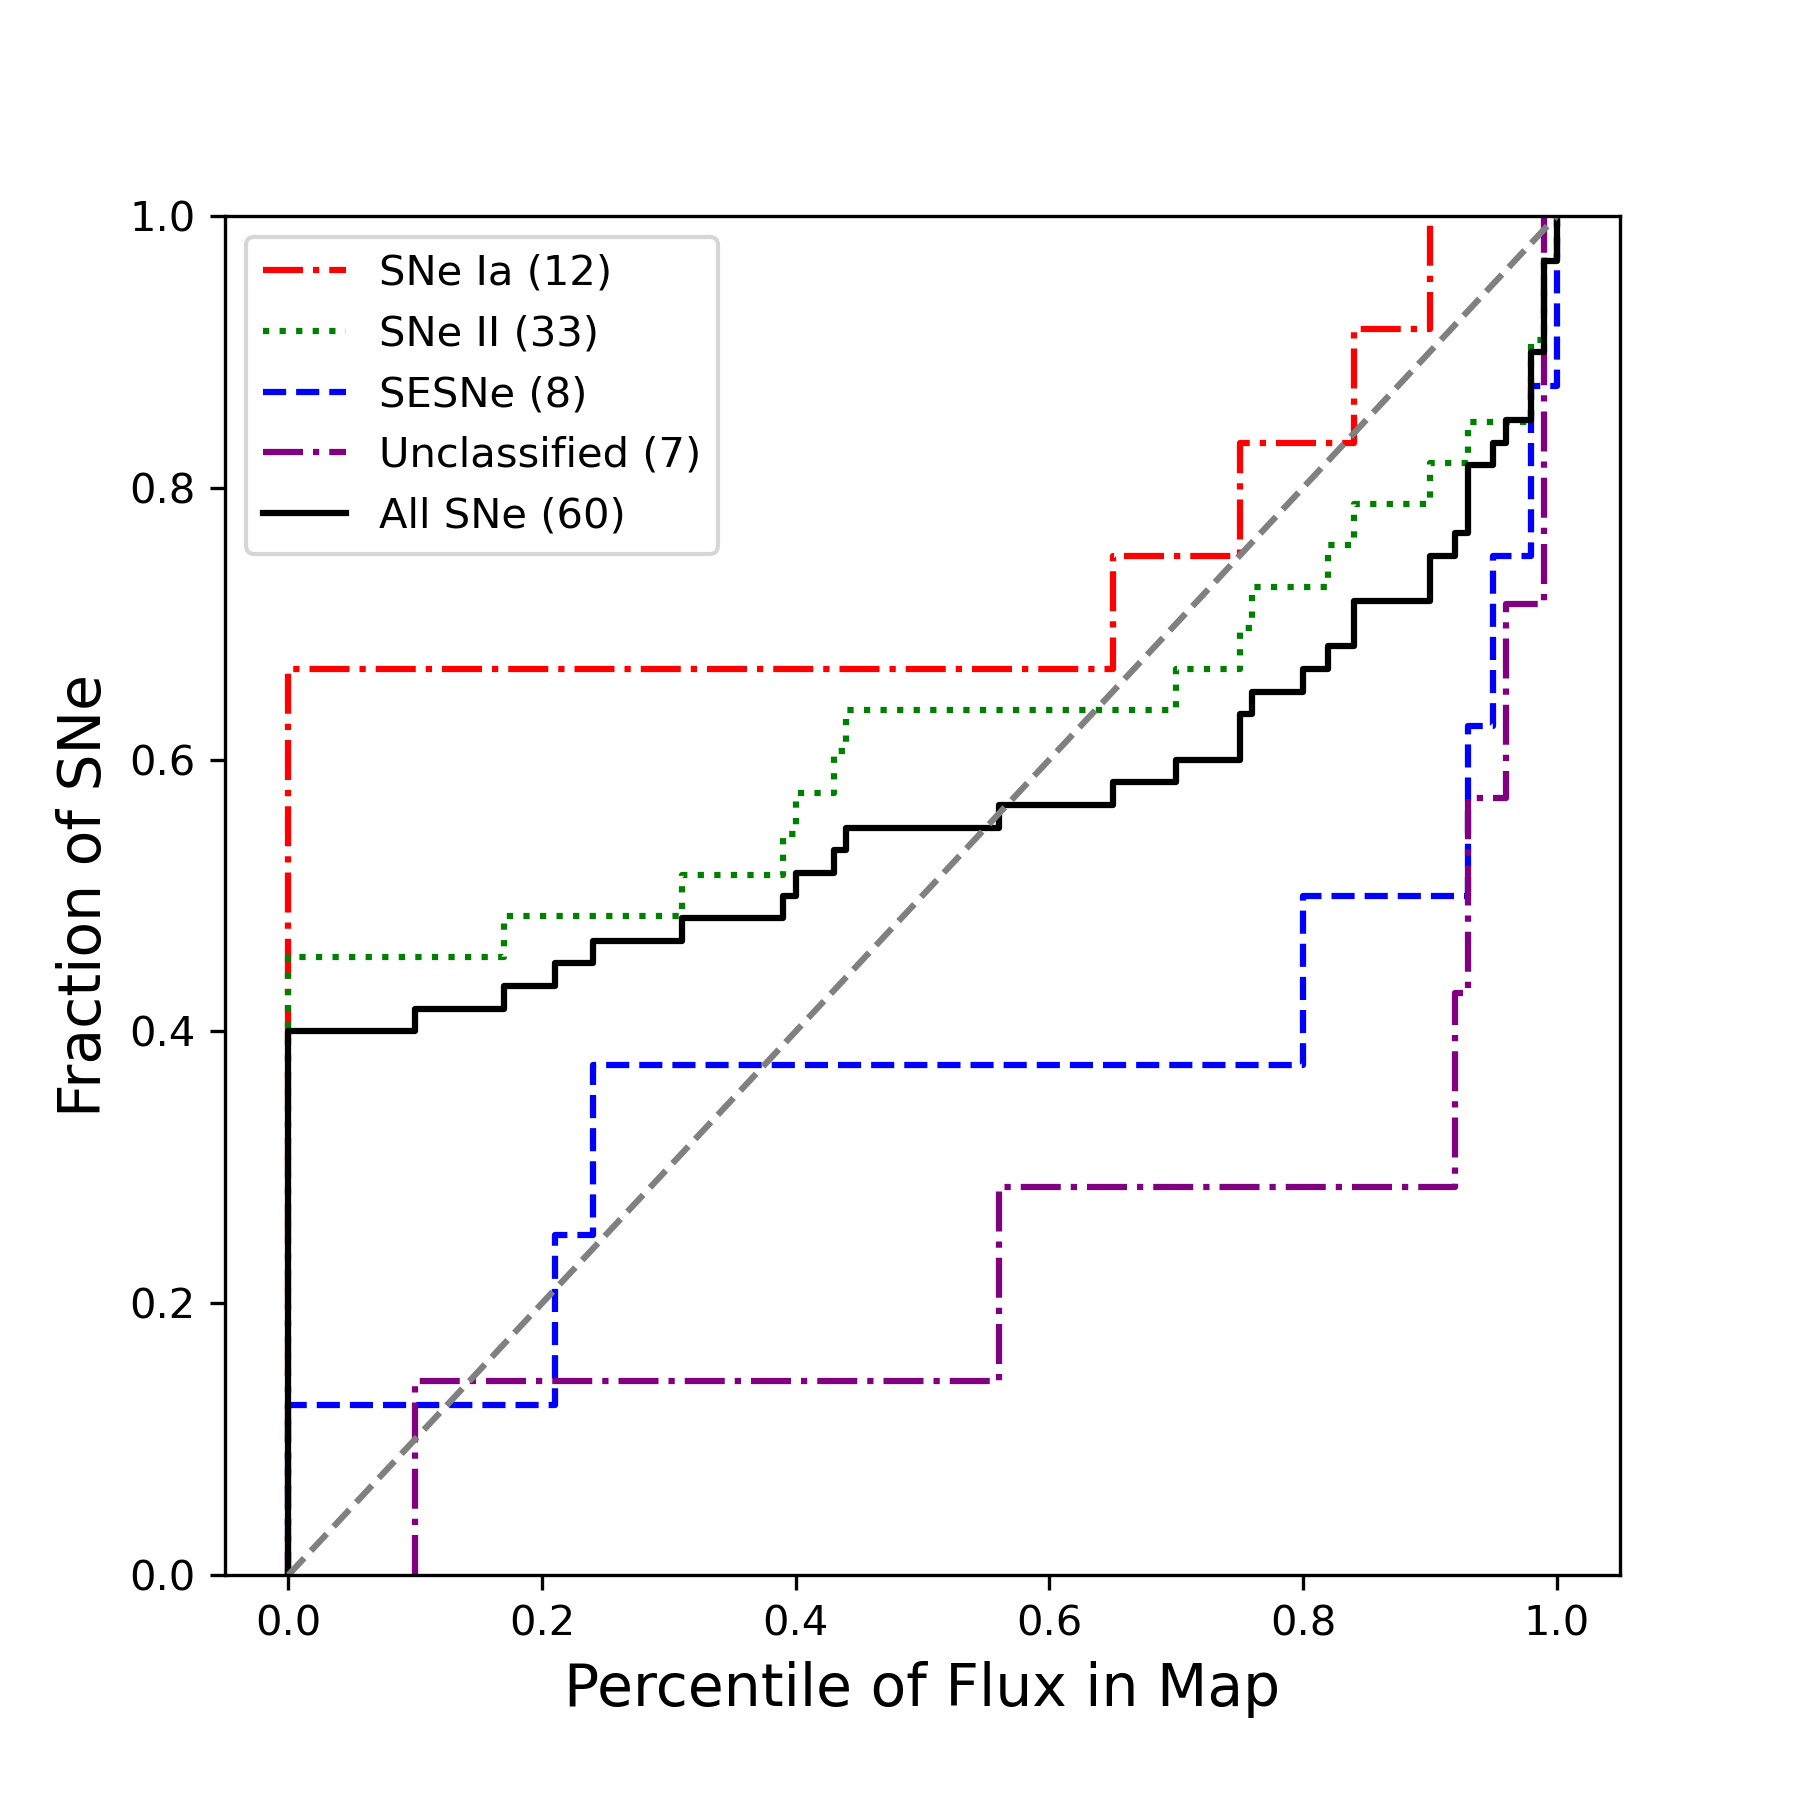 1.0
0.8
0.6
0.4
0.2
0.0
Fraction of SNe
SNe Ia (12)
SNe II (33)
SESNe (8)
Unclassified (7)
All SNe (60)
0.0 0.2 0.4 0.6 0.8 1.0
Percentile of Flux in Map